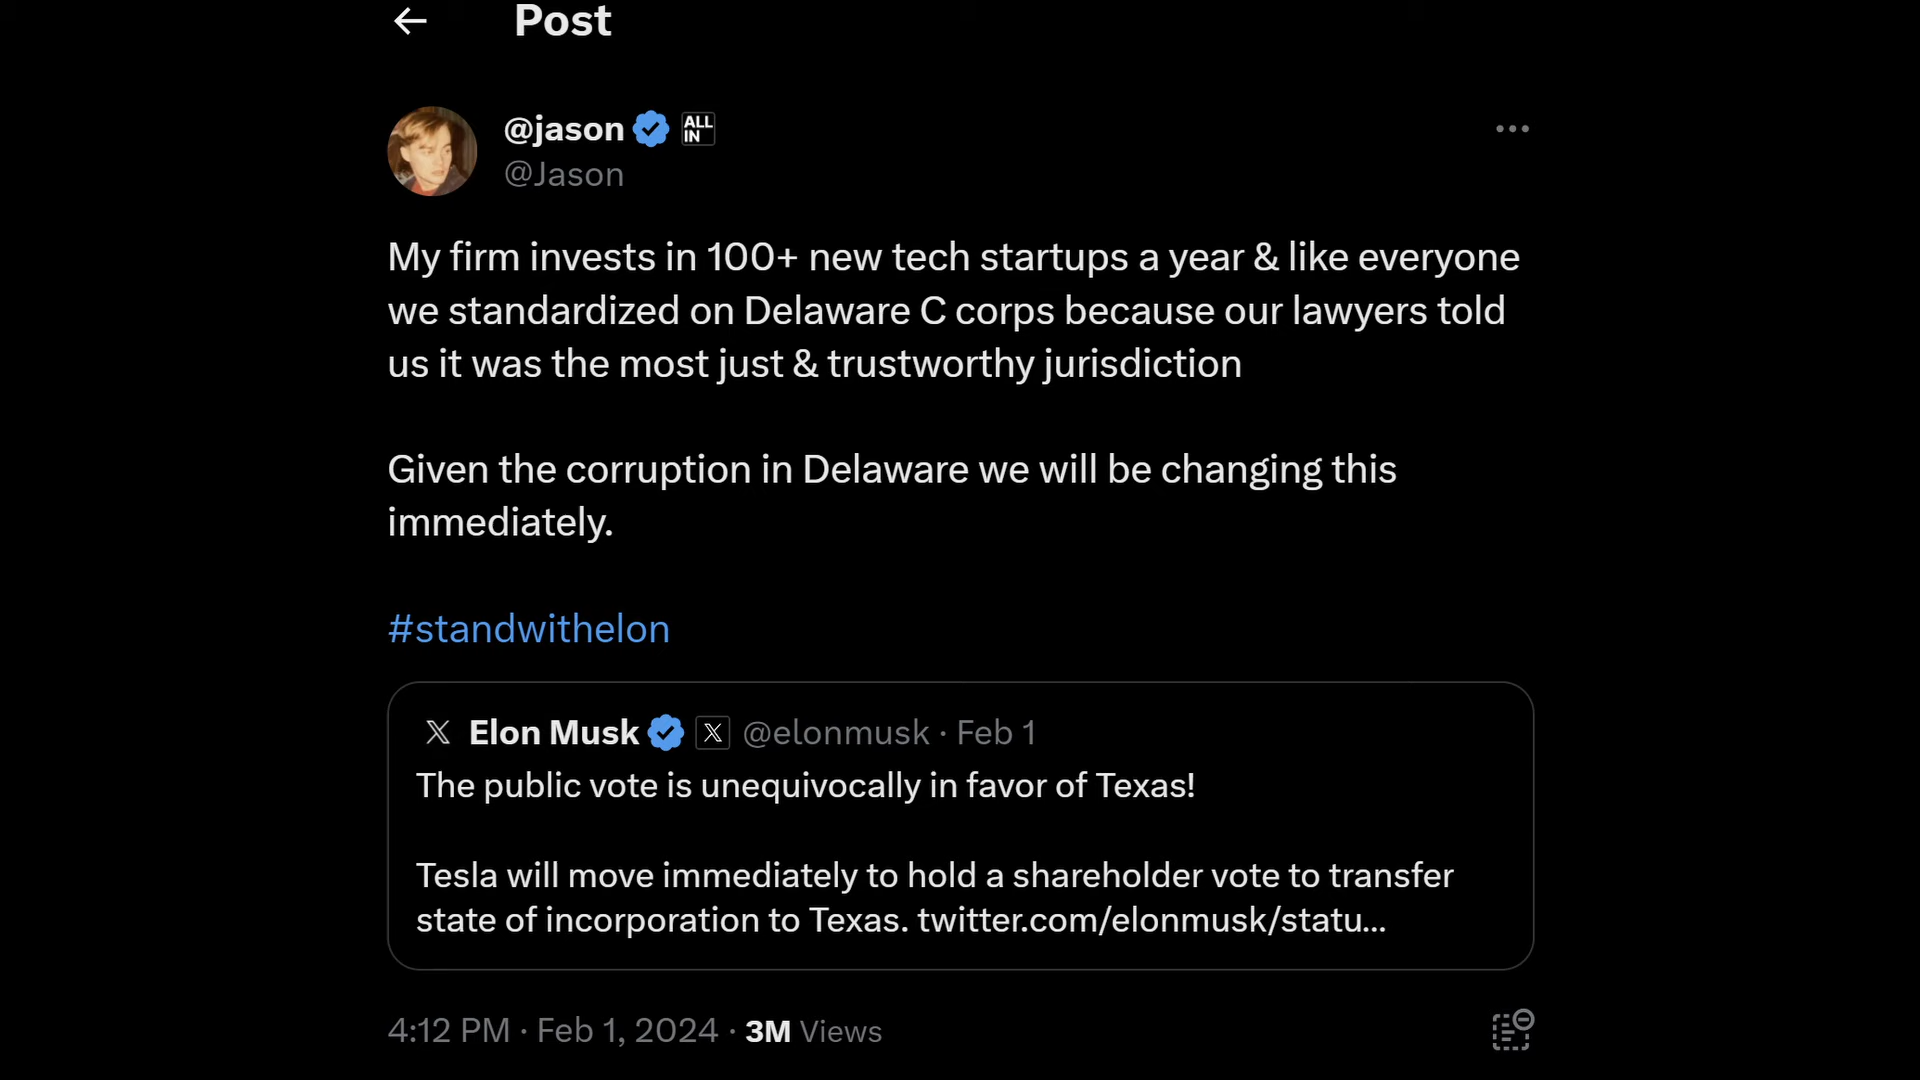 Post
@jason ALL IN
@Jason
My firm invests in 100+ new tech startups a year & like everyone
we standardized on Delaware C corps because our lawyers told
us it was the most just & trustworthy jurisdiction
Given the corruption in Delaware we will be changing this
immediately.
#standwithelon
Elon Musk @elonmusk · Feb 1
The public vote is unequivocally in favor of Texas!
Tesla will move immediately to hold a shareholder vote to transfer
state of incorporation to Texas. twitter.com/elonmusk/statu...
4:12 PM · Feb 1, 2024 · 3M Views